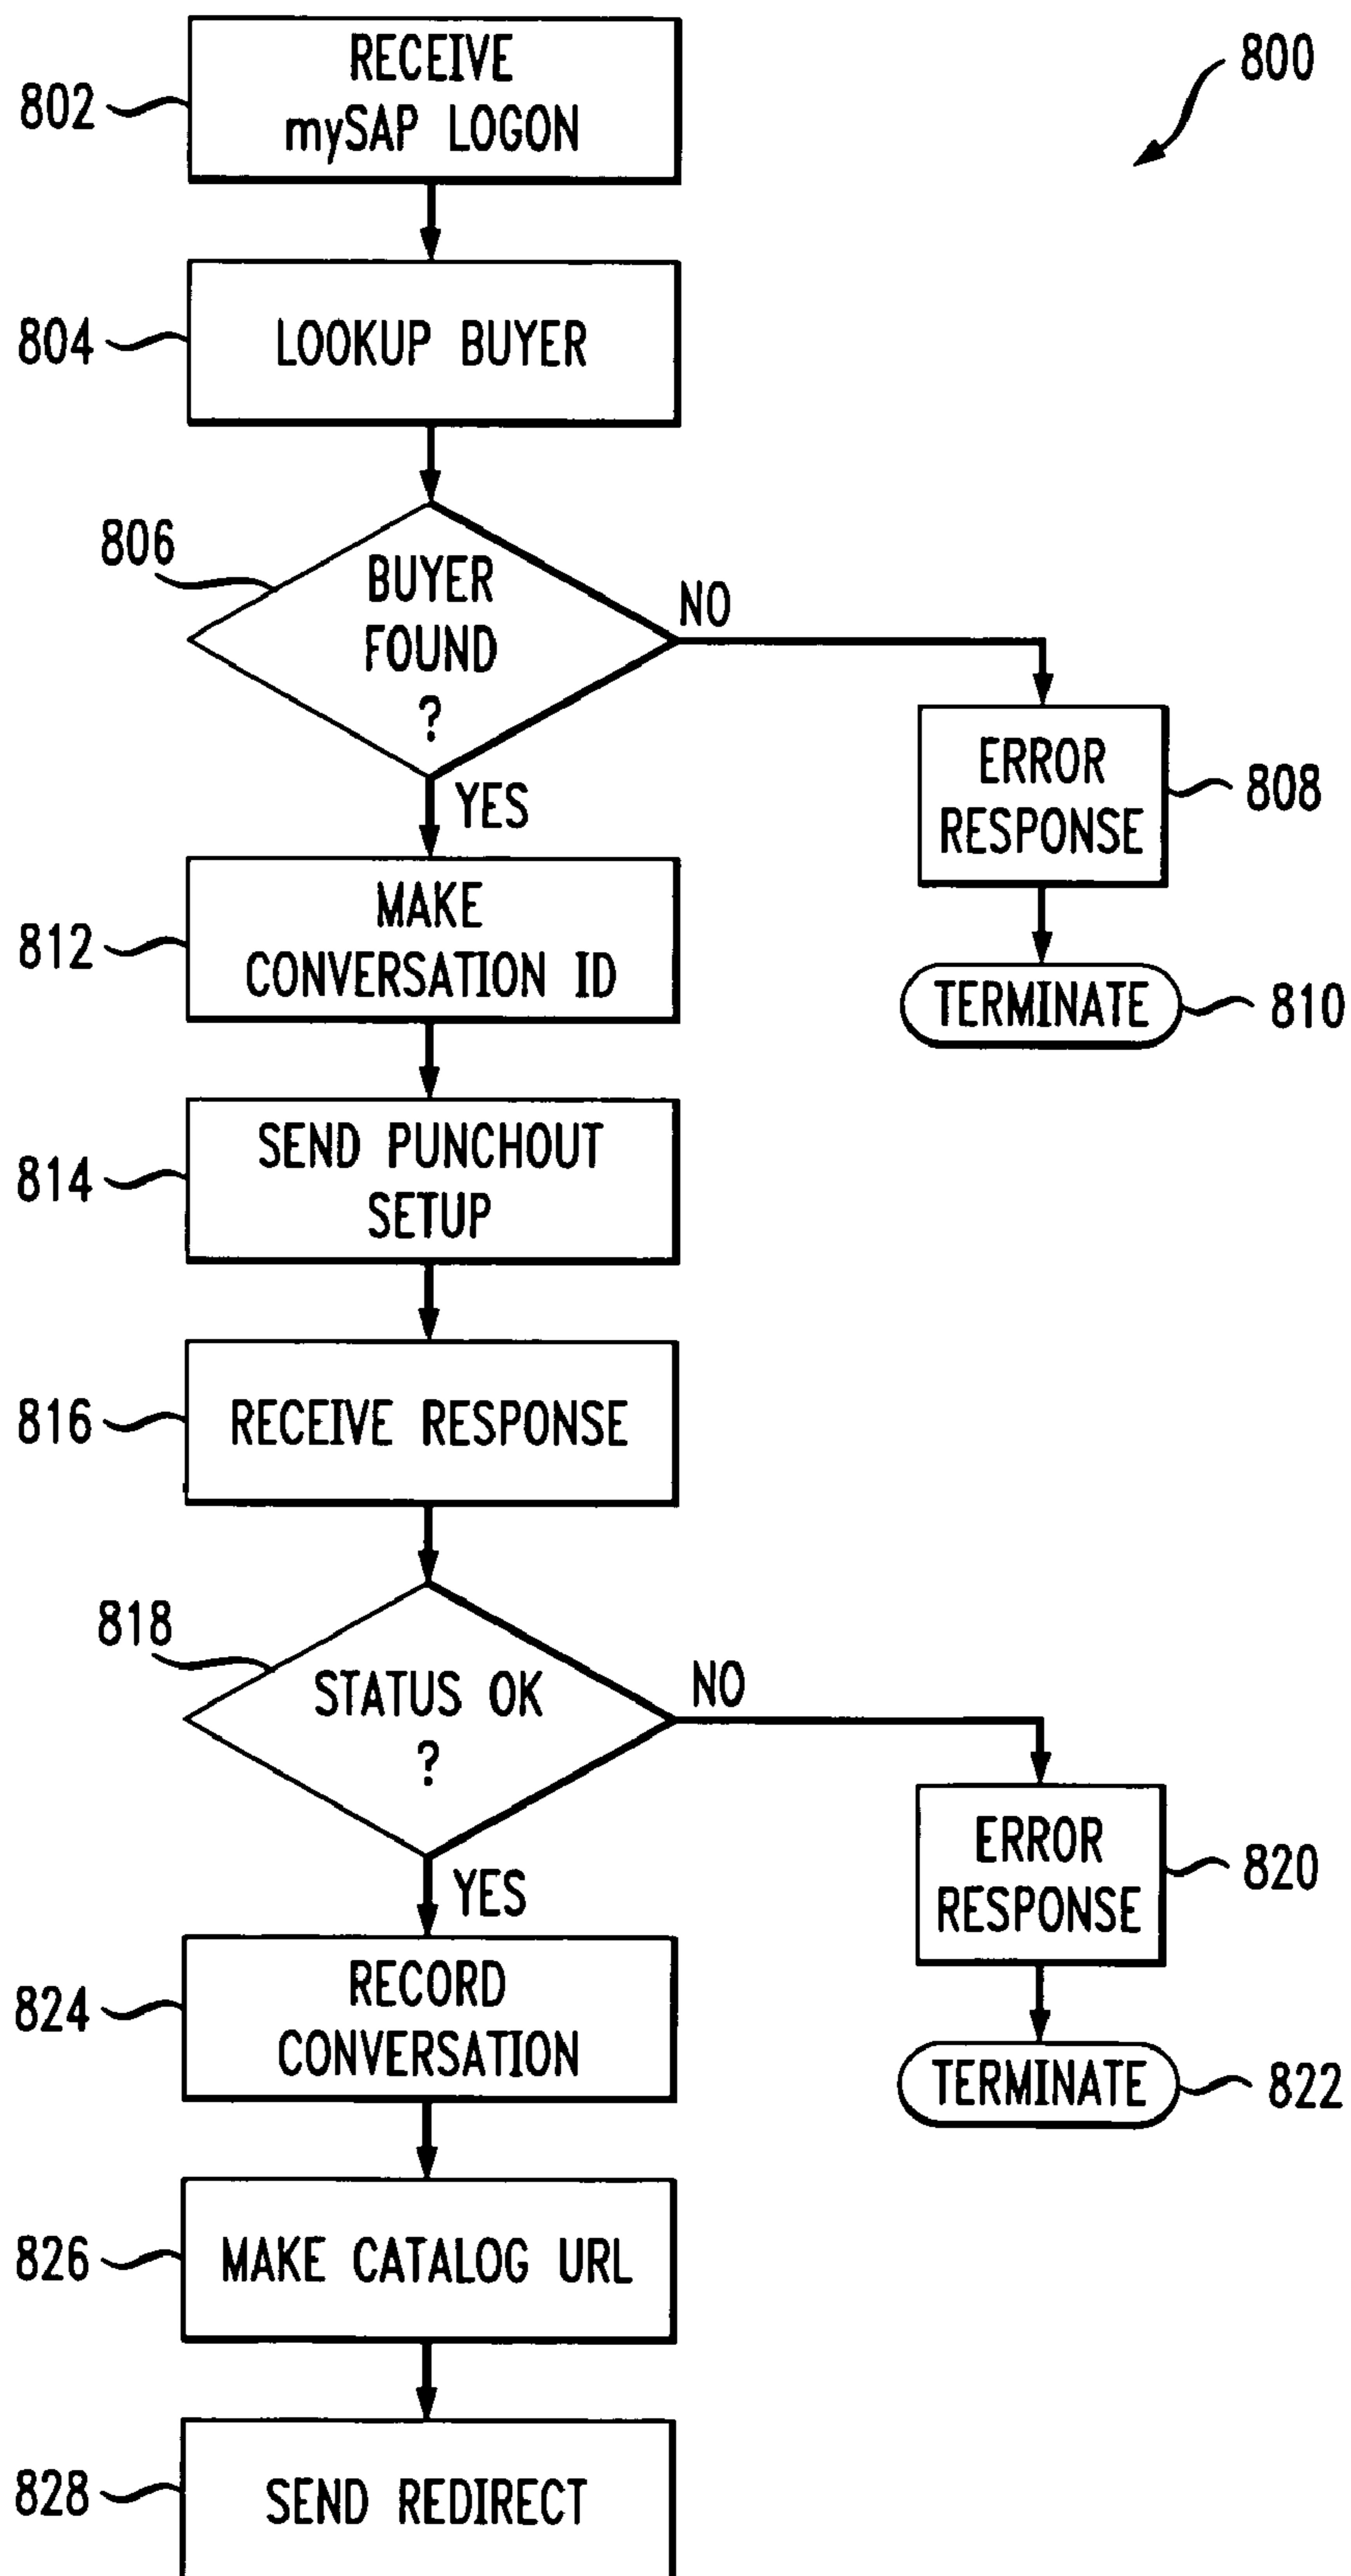 800
802
RECEIVE
mySAP LOGON
804
LOOKUP BUYER
806
BUYER
FOUND
?
NO
YES
ERROR
RESPONSE
808
TERMINATE
810
812
MAKE
CONVERSATION ID
814
SEND PUNCHOUT
SETUP
816
RECEIVE RESPONSE
818
STATUS OK
?
NO
YES
ERROR
RESPONSE
820
TERMINATE
822
824
RECORD
CONVERSATION
826
MAKE CATALOG URL
828
SEND REDIRECT